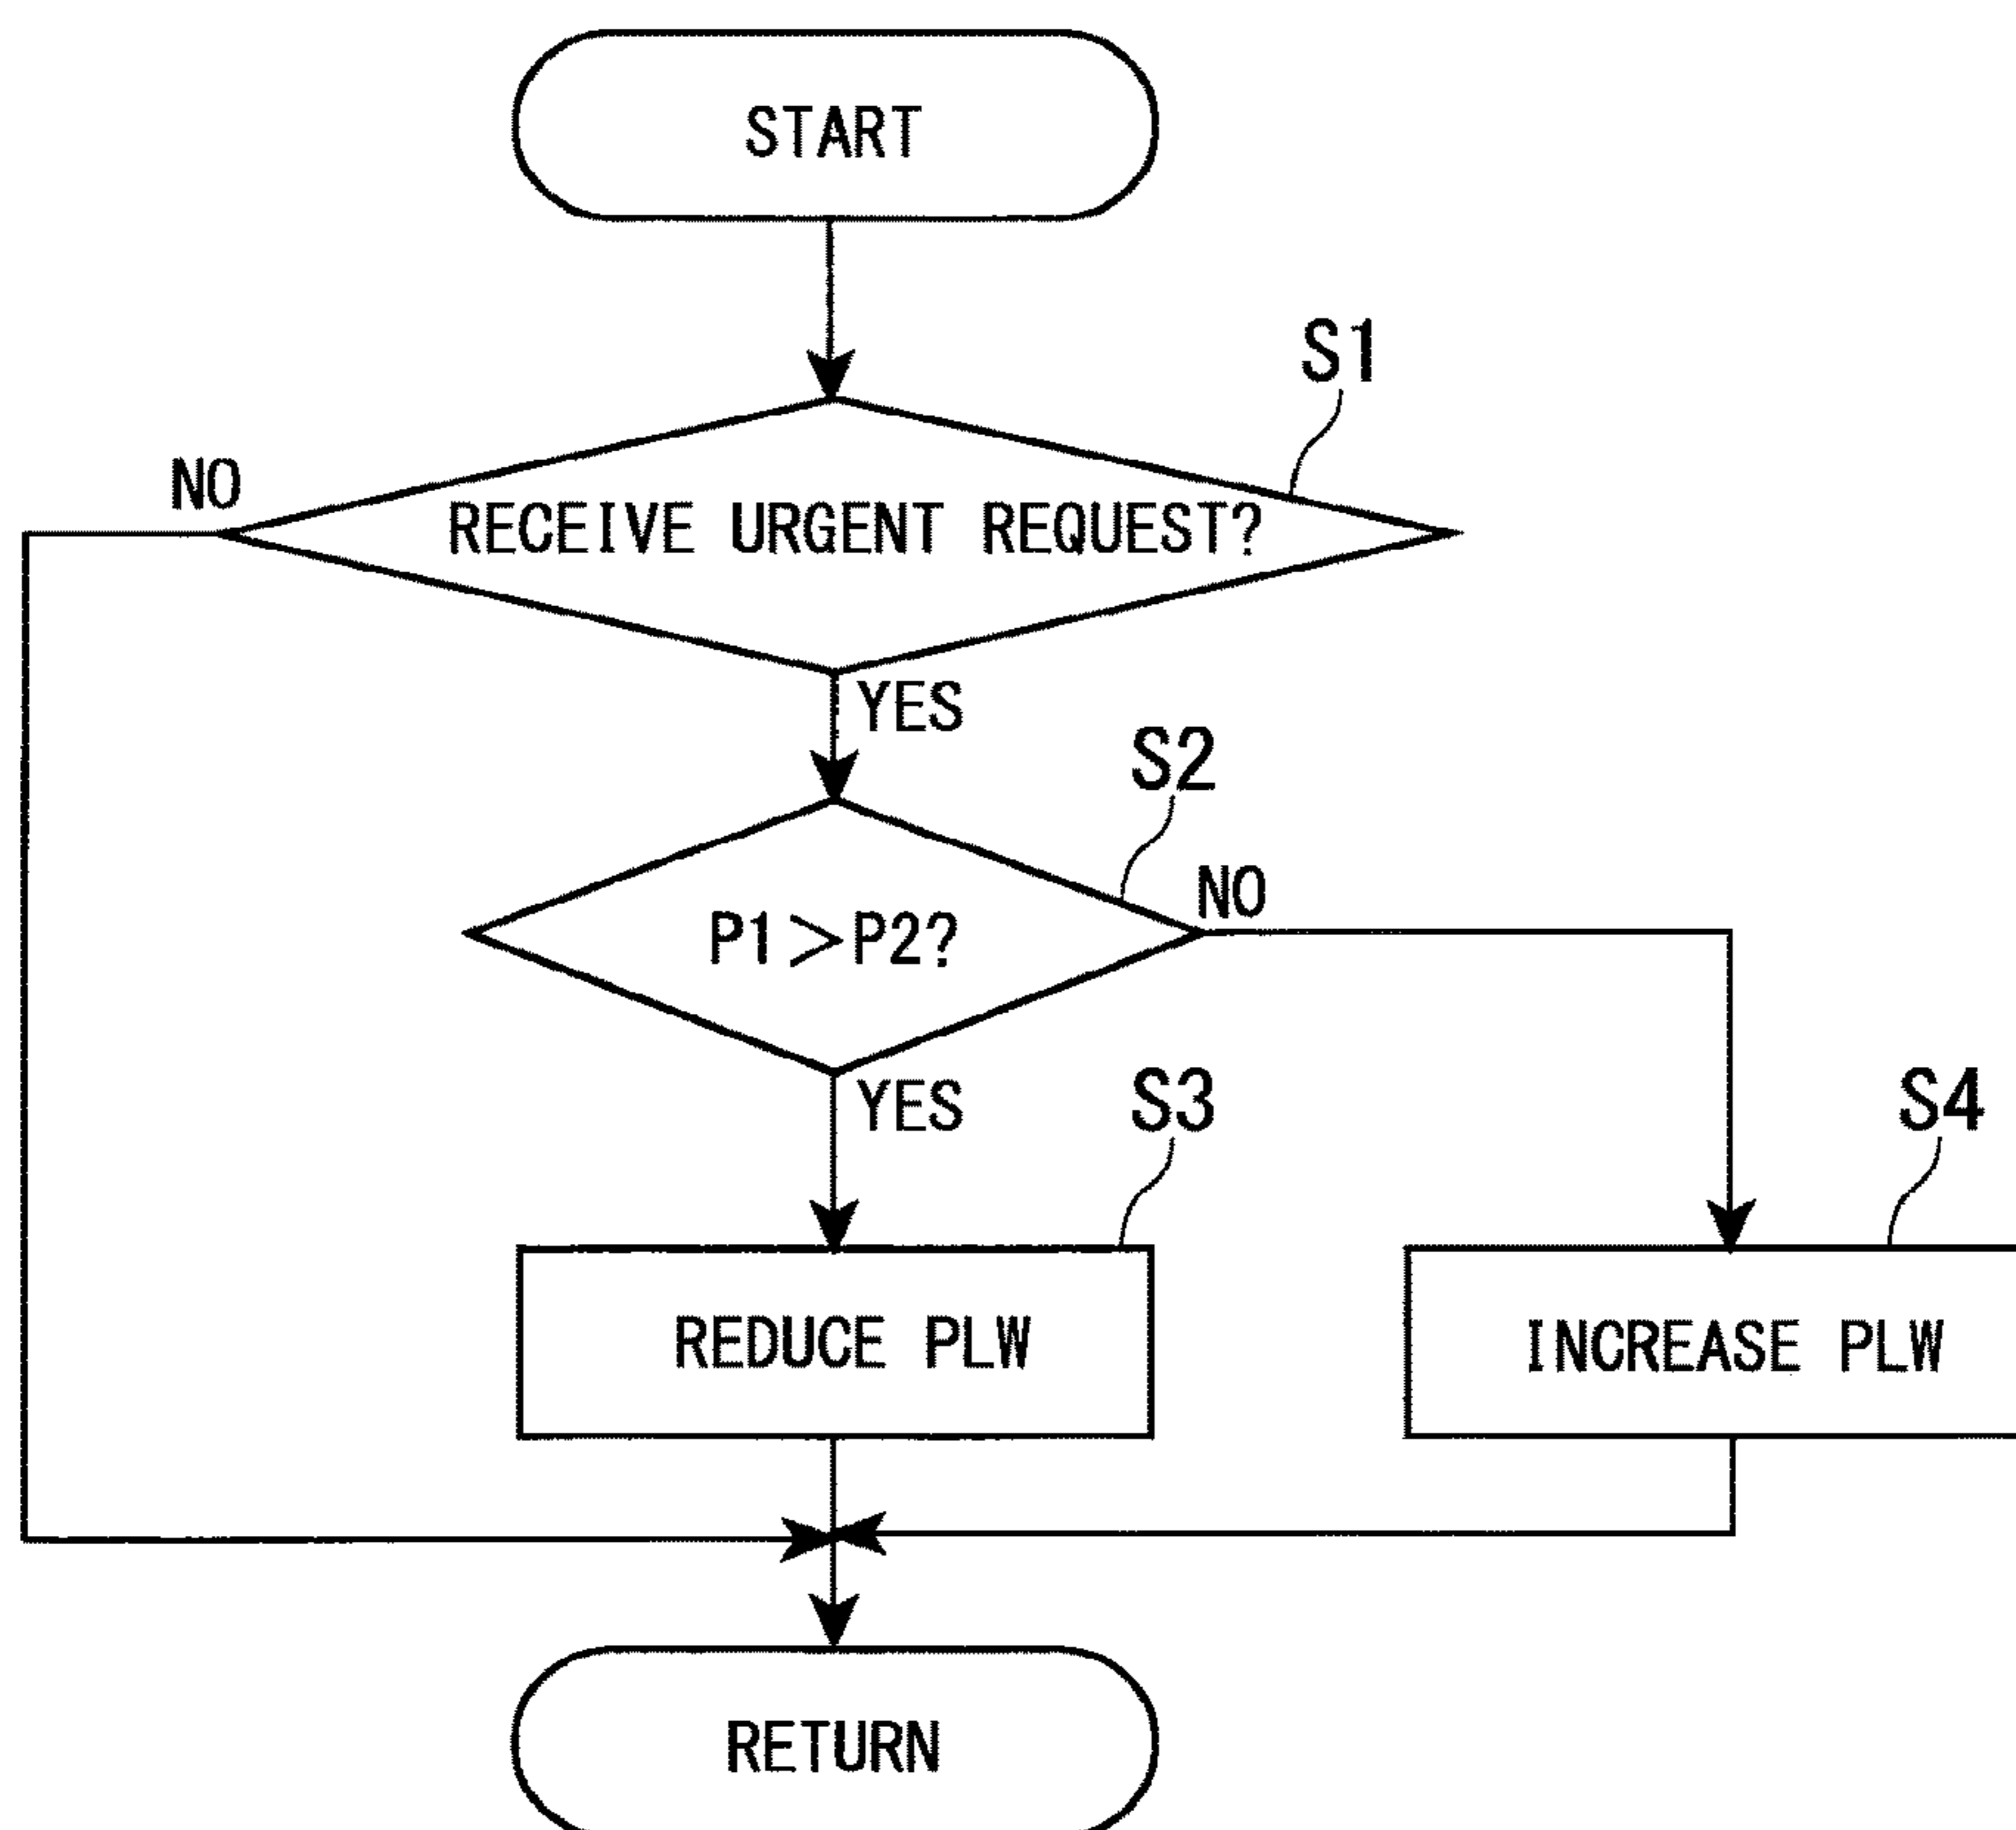 START
S1
NO
RECEIVE URGENT REQUEST?
YES
S2
NO
P1>P2?
YES
S3
S4
REDUCE PLW
INCREASE PLW
RETURN